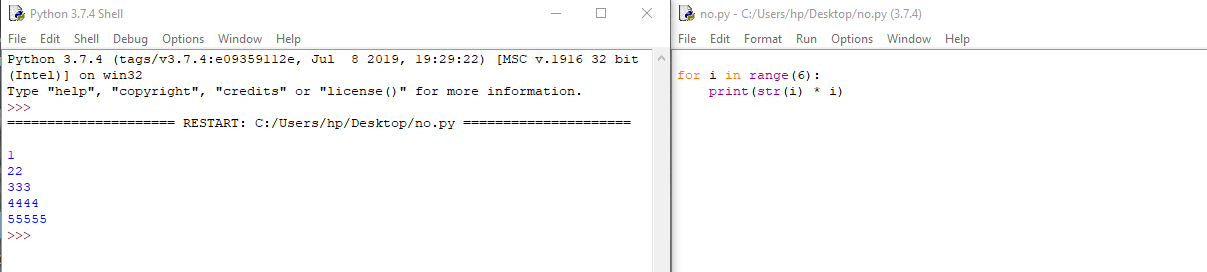 Python 3.7.4 Shell
File Edit Shell Debug Options Window Help
Python 3.7.4 (tags/v3.7.4:e09359112e, Jul  8 2019, 19:29:22) [MSC v.1916 32 bit
(Intel)] on win32
Type "help", "copyright", "credits" or "license()" for more information.
>>>
===================== RESTART: C:/Users/hp/Desktop/no.py =====================
1
22
333
4444
55555
>>>
no.py - C:/Users/hp/Desktop/no.py (3.7.4)
File Edit Format Run Options Window Help
for i in range(6):
    print(str(i) * i)